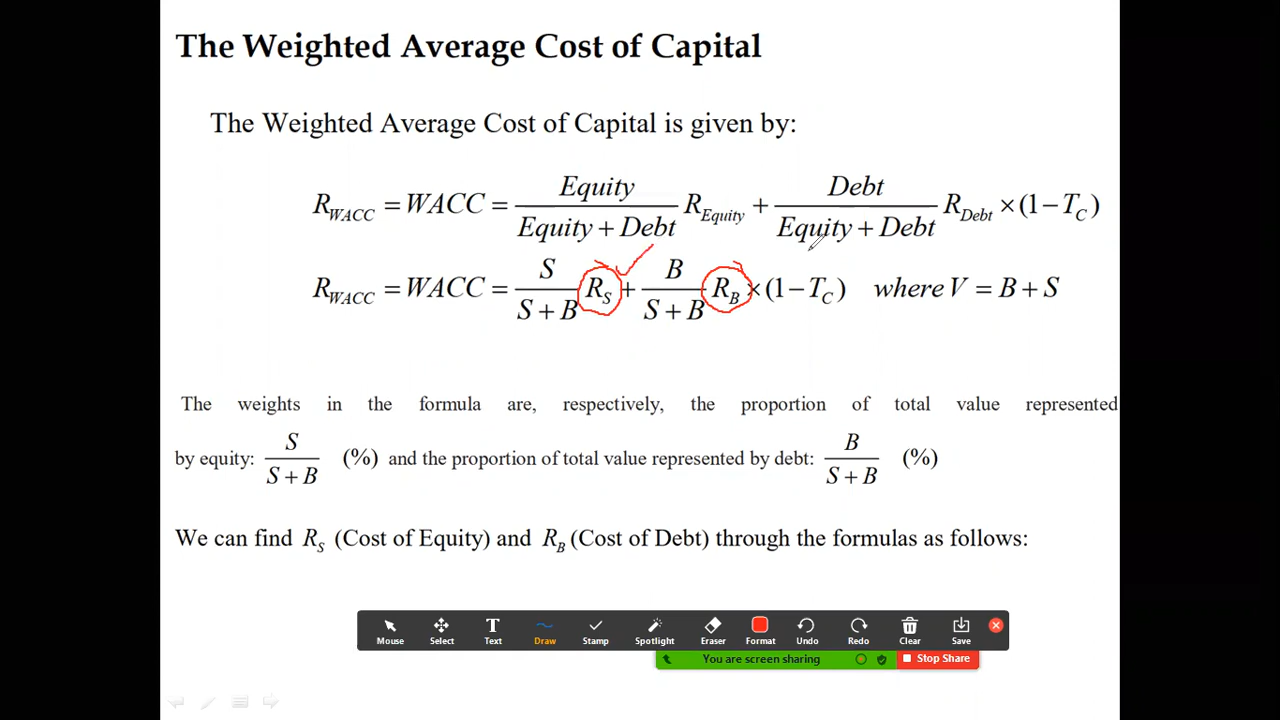 The Weighted Average Cost of Capital
The Weighted Average Cost of Capital is given by:
R_WACC = WACC = Equity / (Equity + Debt) R_Equity + Debt / (Equity + Debt) R_Debt × (1 − T_C)
R_WACC = WACC = S / (S + B) R_S + B / (S + B) R_B × (1 − T_C) where V = B + S
The weights in the formula are, respectively, the proportion of total value represented
by equity: S / (S + B) (%) and the proportion of total value represented by debt: B / (S + B) (%)
We can find R_S (Cost of Equity) and R_B (Cost of Debt) through the formulas as follows:
Mouse Select Text Draw Stamp Spotlight Eraser Format Undo Redo Clear Save
You are screen sharing Stop Share